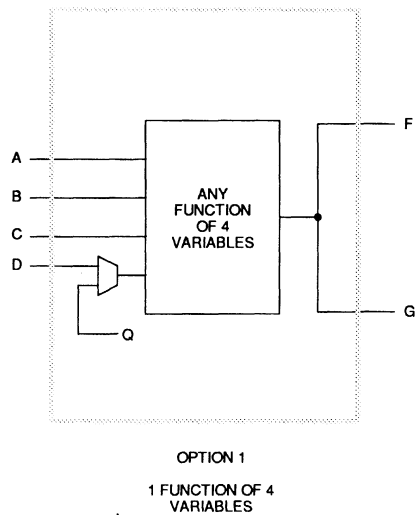 F
A
B
C
D
ANY
FUNCTION
OF 4
VARIABLES
Q
G
OPTION 1
1 FUNCTION OF 4
VARIABLES